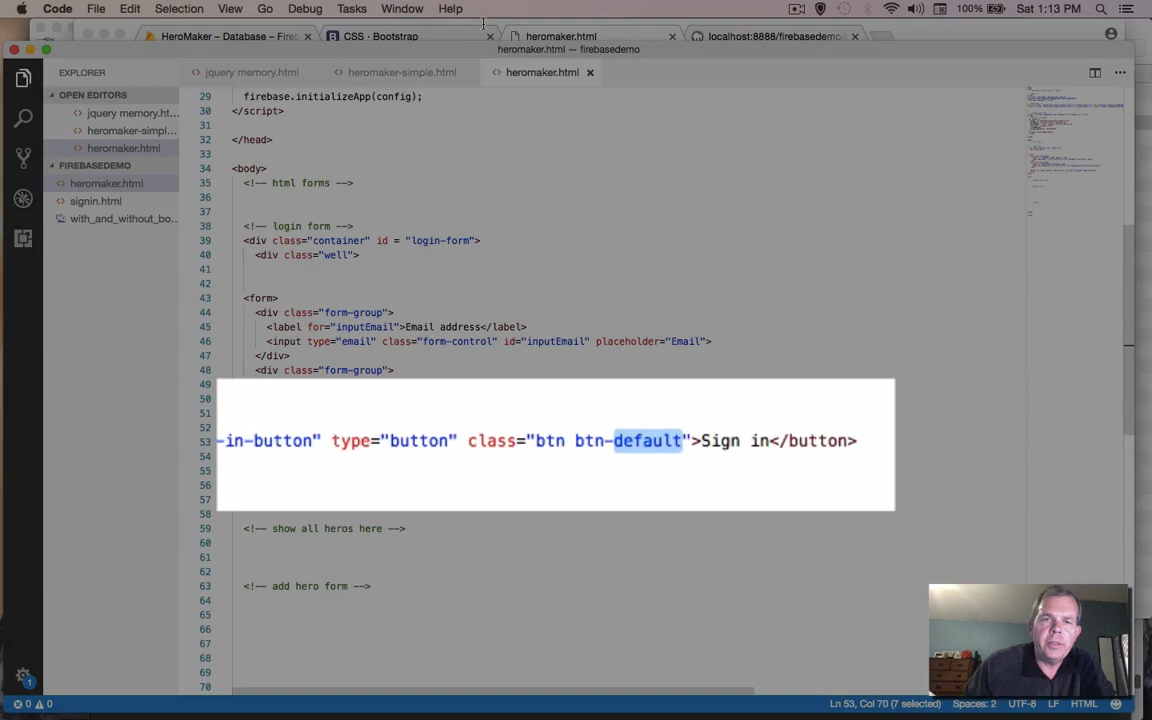 Code File Edit Selection View Go Debug Tasks Window Help 100% Sat 1:13 PM
HeroMaker – Database – Fireb CSS · Bootstrap heromaker.html localhost:8888/firebasedemo/
heromaker.html — firebasedemo
EXPLORER jquery memory.html heromaker-simple.html heromaker.html
OPEN EDITORS
jquery memory.ht...
heromaker-simpl...
heromaker.html
FIREBASEDEMO
heromaker.html
signin.html
with_and_without_bo...
29 firebase.initializeApp(config);
30 </script>
31
32 </head>
33
34 <body>
35 <!-- html forms -->
36
37
38 <!-- login form -->
39 <div class="container" id = "login-form">
40 <div class="well">
41
42
43 <form>
44 <div class="form-group">
45 <label for="inputEmail">Email address</label>
46 <input type="email" class="form-control" id="inputEmail" placeholder="Email">
47 </div>
48 <div class="form-group">
49
50
51
52
53 -in-button" type="button" class="btn btn-default">Sign in</button>
54
55
56
57
58
59 <!-- show all heros here -->
60
61
62
63 <!-- add hero form -->
64
65
66
67
68
69
70
1
0 0 Ln 53, Col 70 (7 selected) Spaces: 2 UTF-8 LF HTML